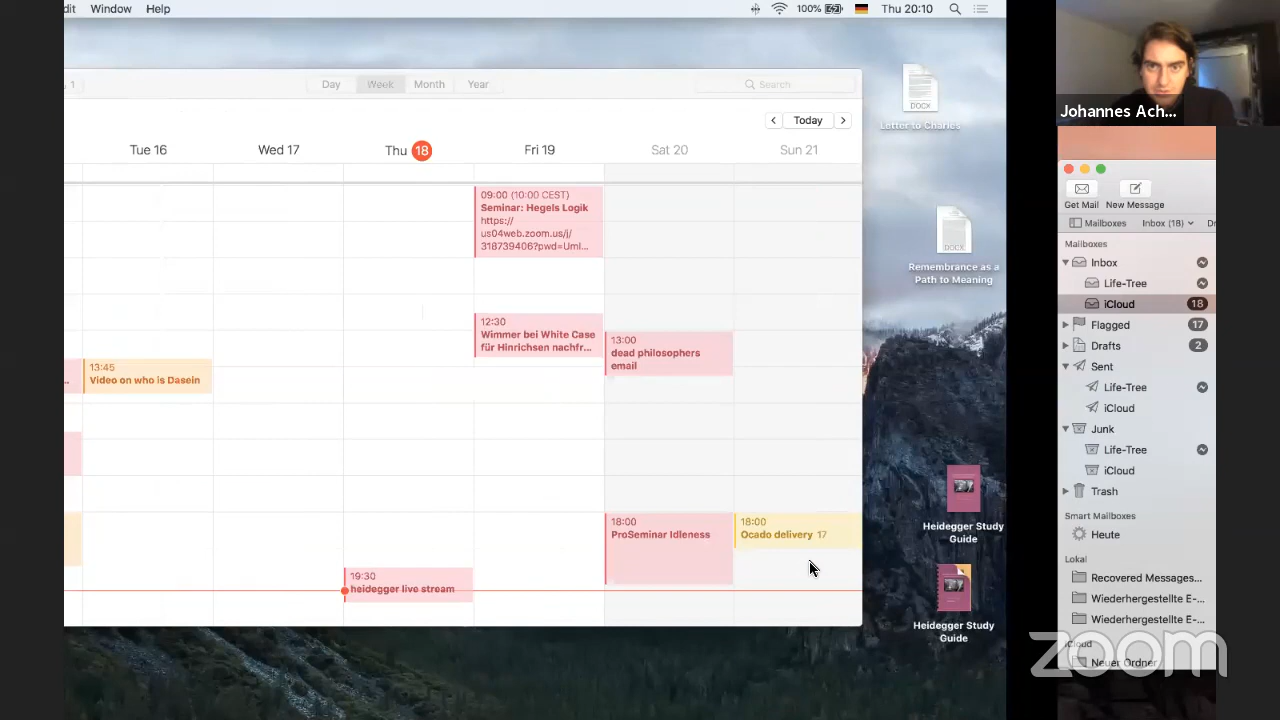 dit Window Help 100% Thu 20:10
1 Day Week Month Year Search
Today
Tue 16 Wed 17 Thu 18 Fri 19 Sat 20 Sun 21
09:00 (10:00 CEST)
Seminar: Hegels Logik
https://
us04web.zoom.us/j/
318739406?pwd=Uml...
12:30
Wimmer bei White Case
für Hinrichsen nachfr...
13:00
dead philosophers
email
...
13:45
Video on who is Dasein
18:00
ProSeminar Idleness
18:00
Ocado delivery 17
19:30
heidegger live stream
DOCX
Letter to Charles
DOCX
Remembrance as a
Path to Meaning
Heidegger Study
Guide
Heidegger Study
Guide
Johannes Ach...
Get Mail New Message
Mailboxes Inbox (18) Dr
Mailboxes
Inbox
Life-Tree
iCloud 18
Flagged 17
Drafts 2
Sent
Life-Tree
iCloud
Junk
Life-Tree
iCloud
Trash
Smart Mailboxes
Heute
Lokal
Recovered Messages...
Wiederhergestellte E-...
Wiederhergestellte E-...
iCloud
Neuer Ordner
zoom